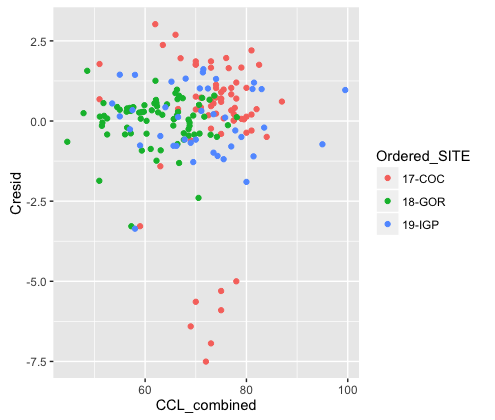 2.5
0.0
-2.5
-5.0
-7.5
Cresid
60
80
100
CCL_combined
Ordered_SITE
17-COC
18-GOR
19-IGP